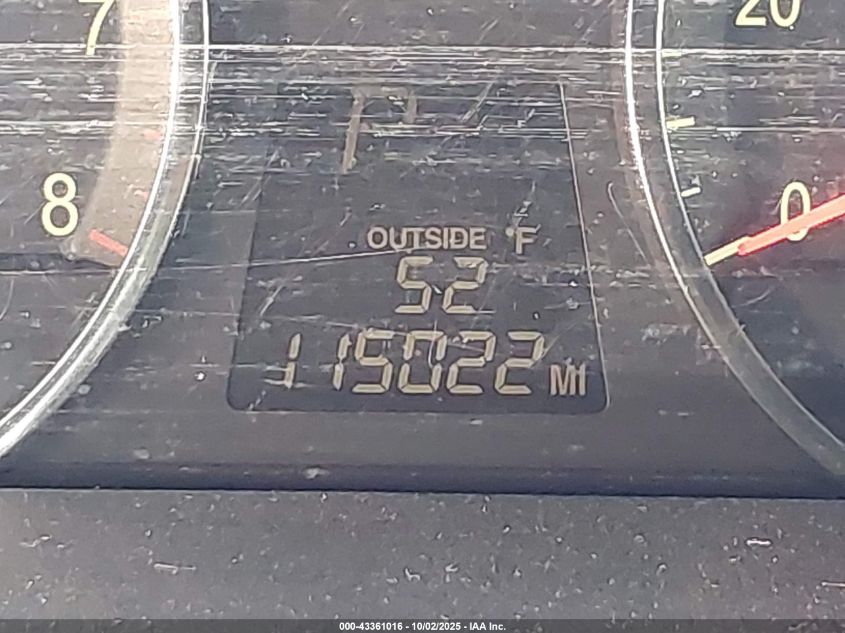 7 20
P
8 0
OUTSIDE °F
52
115022 MI
000-43361016 - 10/02/2025 - IAA Inc.